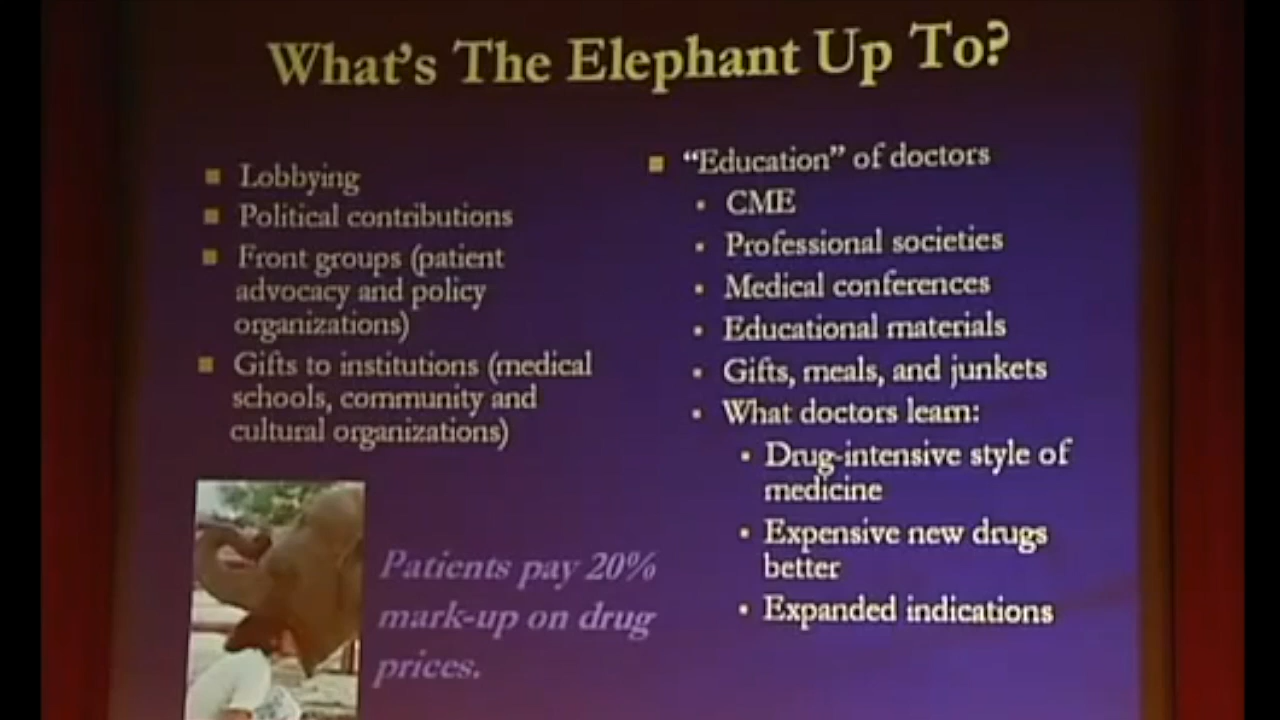 What's The Elephant Up To?
Lobbying
Political contributions
Front groups (patient
advocacy and policy
organizations)
Gifts to institutions (medical
schools, community and
cultural organizations)
Patients pay 20%
mark-up on drug
prices.
"Education" of doctors
CME
Professional societies
Medical conferences
Educational materials
Gifts, meals, and junkets
What doctors learn:
Drug-intensive style of
medicine
Expensive new drugs
better
Expanded indications